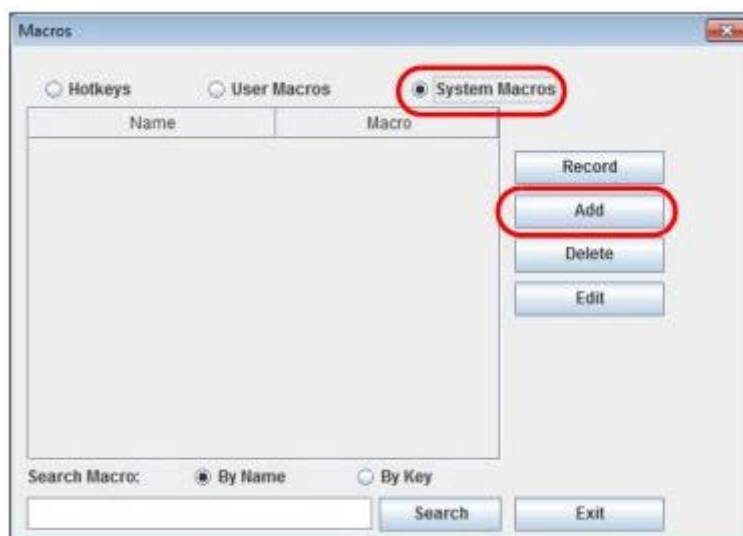 Macros
Hotkeys User Macros System Macros
Name Macro
Record
Add
Delete
Edit
Search Macro: By Name By Key
Search Exit